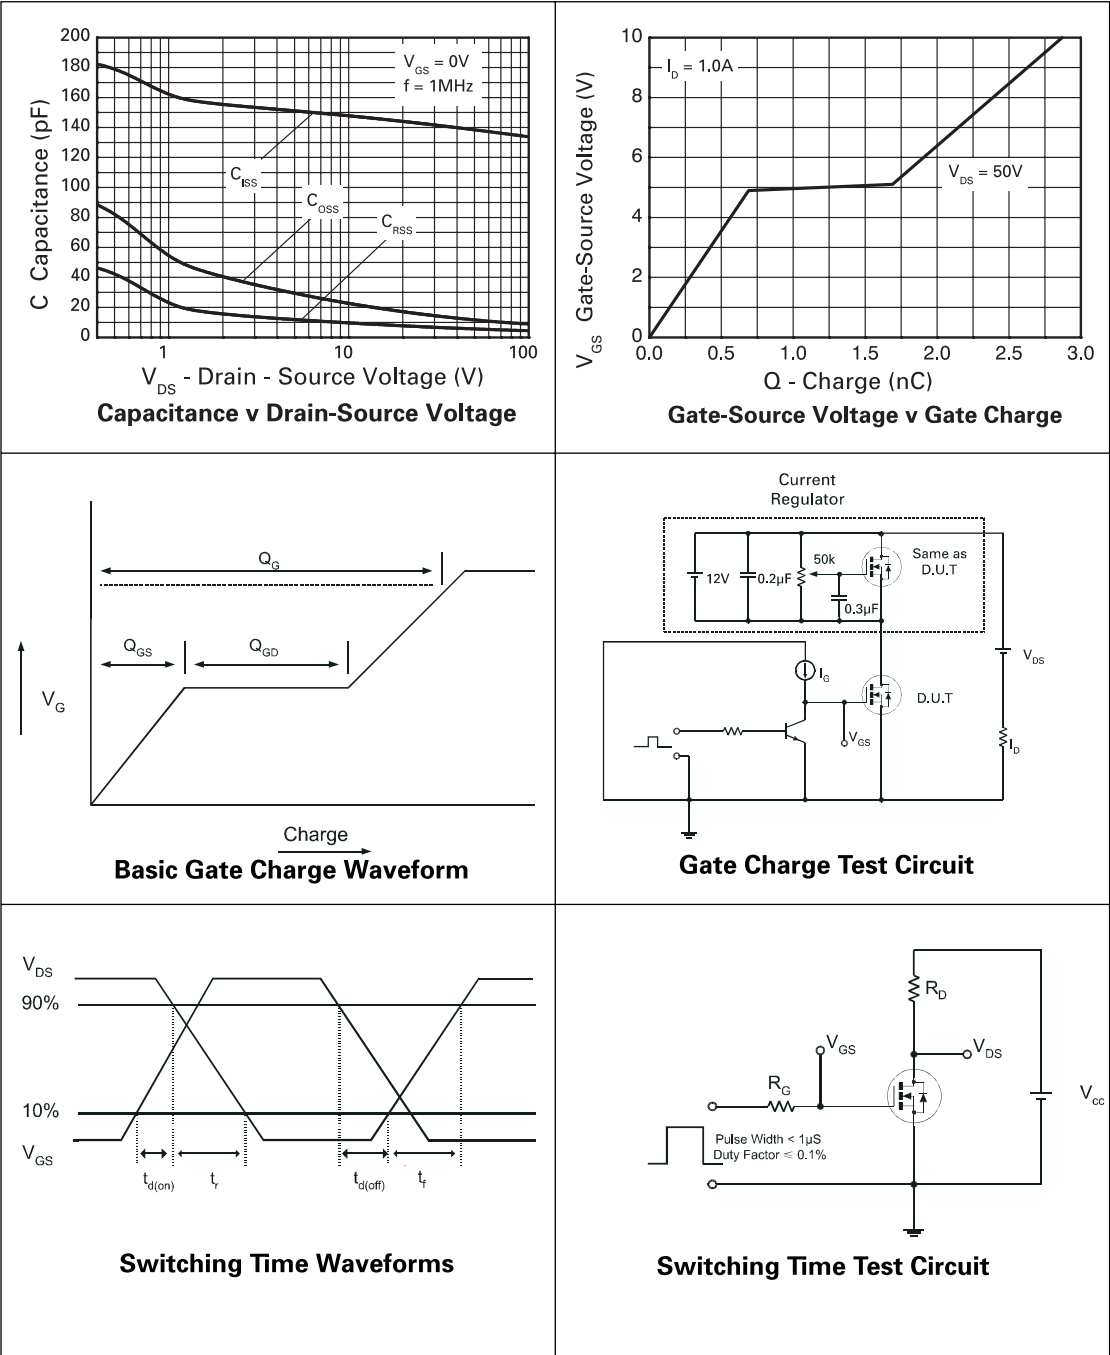 200
180
160
140
120
100
80
60
40
20
0
C Capacitance (pF)
VGS = 0V
f = 1MHz
CISS
COSS
CRSS
1
10
100
VDS - Drain - Source Voltage (V)
Capacitance v Drain-Source Voltage
10
8
6
4
2
0
VGS Gate-Source Voltage (V)
ID = 1.0A
VDS = 50V
0.0
0.5
1.0
1.5
2.0
2.5
3.0
Q - Charge (nC)
Gate-Source Voltage v Gate Charge
QG
QGS
QGD
VG
Charge
Basic Gate Charge Waveform
Current
Regulator
12V
0.2µF
50k
0.3µF
Same as
D.U.T
IG
VDS
D.U.T
VGS
ID
Gate Charge Test Circuit
VDS
90%
10%
VGS
td(on)
tr
td(off)
tf
Switching Time Waveforms
RD
VGS
VDS
RG
Vcc
Pulse Width < 1µS
Duty Factor ≤ 0.1%
Switching Time Test Circuit